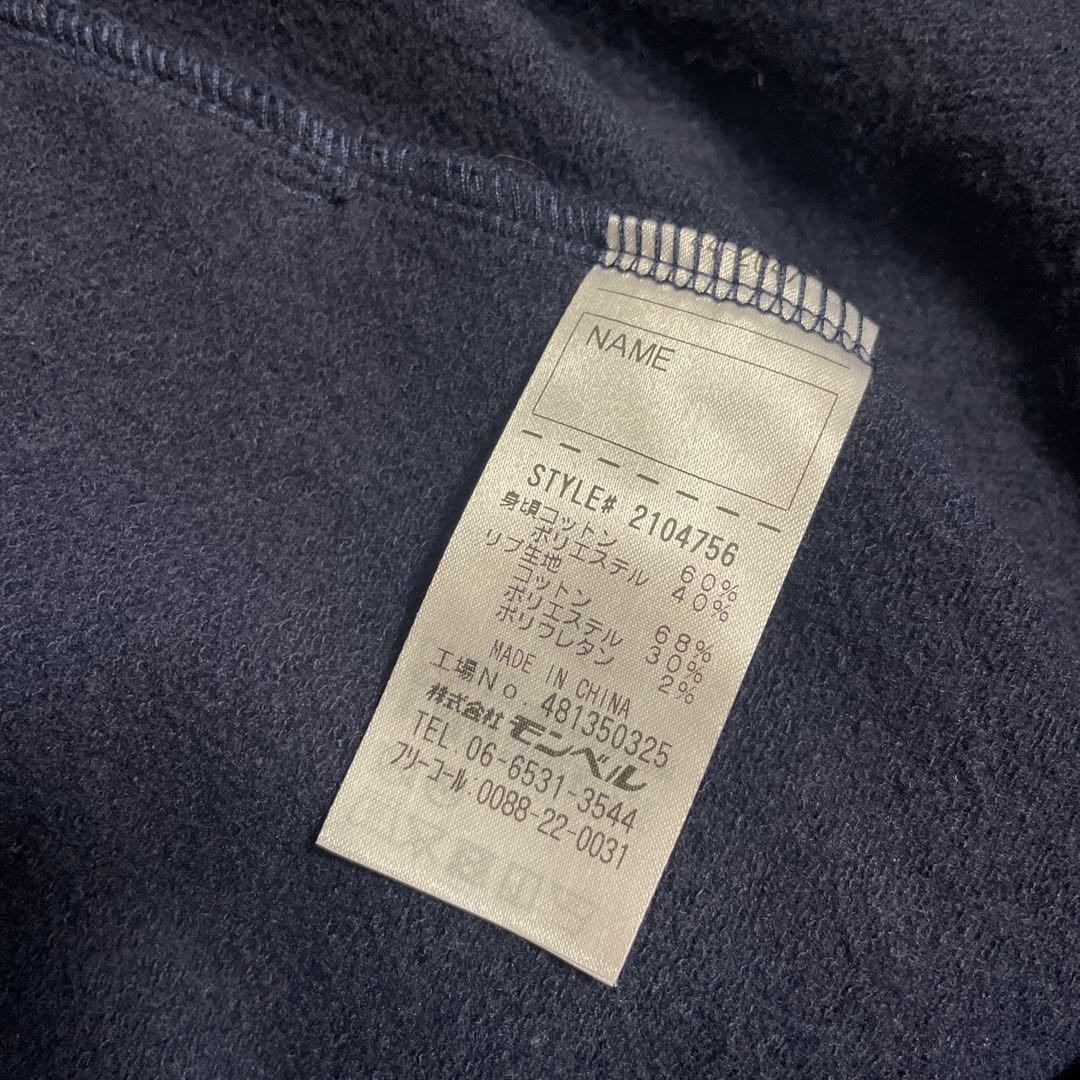 NAME
STYLE# 2104756
身頃コットン 60%
ポリエステル 40%
リブ生地
コットン 68%
ポリエステル 30%
ポリウレタン 2%
MADE IN CHINA
工場No. 481350325
株式会社 モンベル
TEL. 06-6531-3544
フリーコール 0088-22-0031